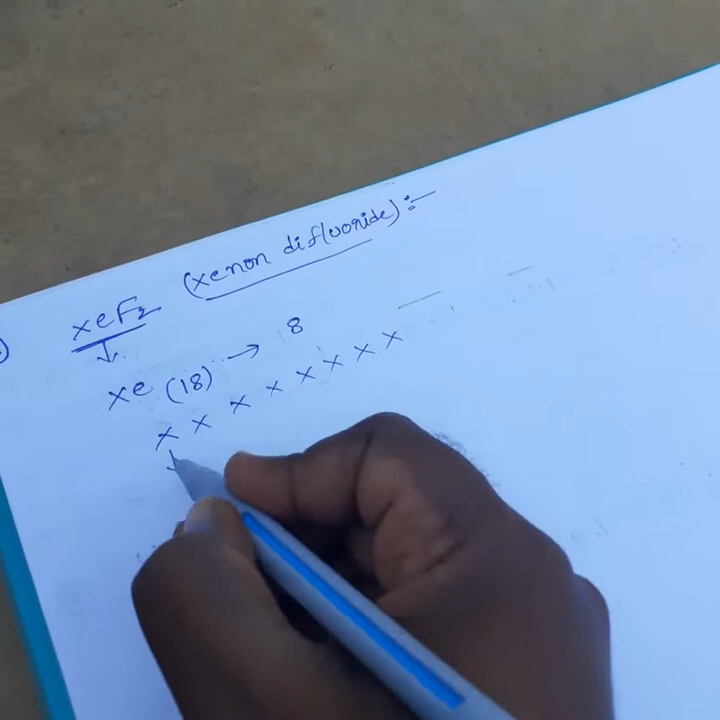 (xenon difluoride) :-
xeF2
xe (18) → 8
x x x x x x x x